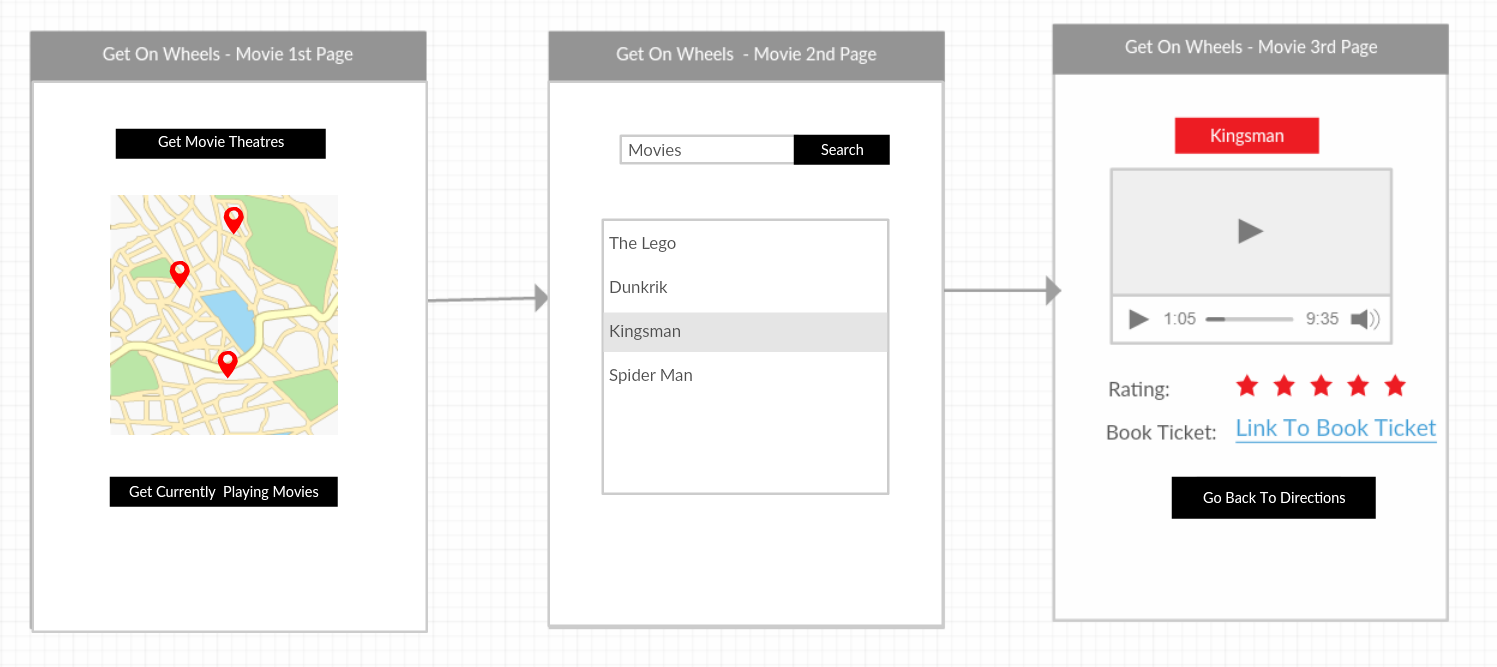 Get On Wheels - Movie 1st Page
Get Movie Theatres
Get Currently  Playing Movies
Get On Wheels  - Movie 2nd Page
Movies
Search
The Lego
Dunkrik
Kingsman
Spider Man
Get On Wheels - Movie 3rd Page
Kingsman
1:05
9:35
Rating:
Book Ticket: Link To Book Ticket
Go Back To Directions